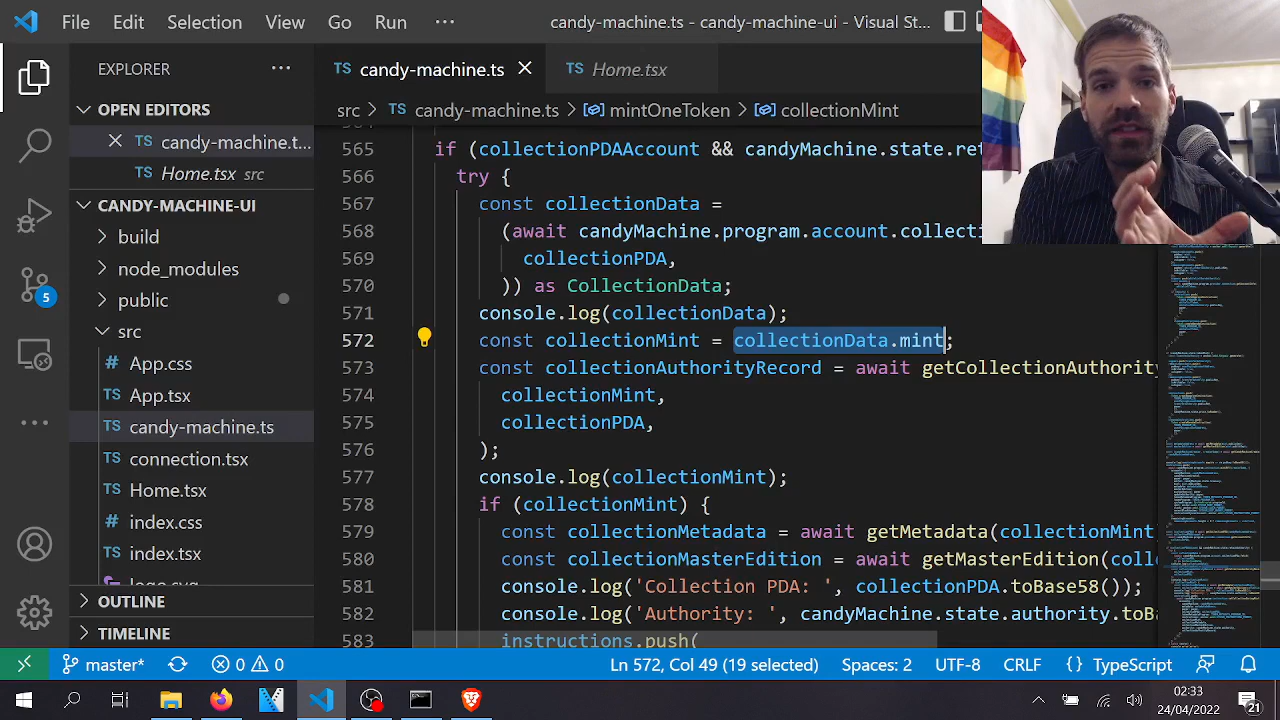 File Edit Selection View Go Run ··· candy-machine.ts - candy-machine-ui - Visual St...
EXPLORER ···
TS candy-machine.ts
TS Home.tsx
OPEN EDITORS
TS candy-machine.t...
TS Home.tsx src
CANDY-MACHINE-UI
build
node_modules
public
src
# App.css
TS App.tsx
TS candy-machine.ts
TS connection.tsx
TS Home.tsx
# index.css
TS index.tsx
logo.svg
OUTLINE
TIMELINE
5
src > TS candy-machine.ts > mintOneToken > collectionMint
564
565 if (collectionPDAAccount && candyMachine.state.ret
566 try {
567 const collectionData =
568 (await candyMachine.program.account.collecti
569 collectionPDA,
570 )) as CollectionData;
571 console.log(collectionData);
572 const collectionMint = collectionData.mint;
573 const collectionAuthorityRecord = await getCollectionAuthority
574 collectionMint,
575 collectionPDA,
576 );
577 console.log(collectionMint);
578 if (collectionMint) {
579 const collectionMetadata = await getMetadata(collectionMint
580 const collectionMasterEdition = await getMasterEdition(colle
581 console.log('Collection PDA: ', collectionPDA.toBase58());
582 console.log('Authority: ', candyMachine.state.authority.toBa
583 instructions.push(
master* 0 0 Ln 572, Col 49 (19 selected) Spaces: 2 UTF-8 CRLF {} TypeScript
02:33
24/04/2022
21